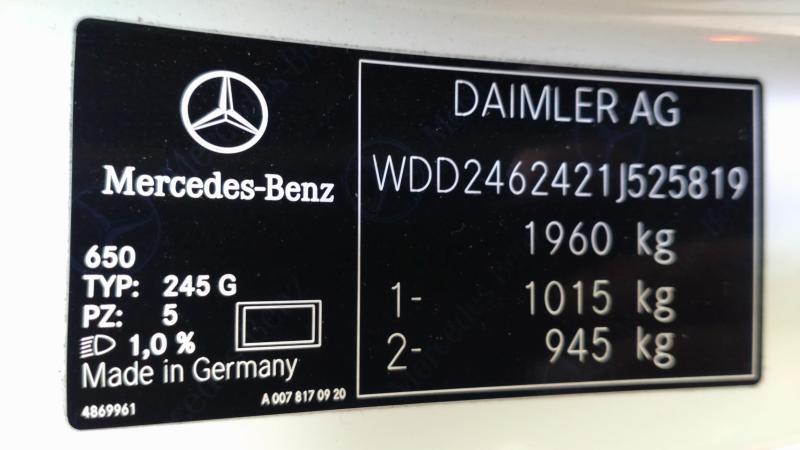 Mercedes-Benz
650
TYP: 245 G
PZ: 5
1,0 %
Made in Germany
4869961
A 007 817 09 20
DAIMLER AG
WDD2462421J525819
1960 kg
1- 1015 kg
2- 945 kg